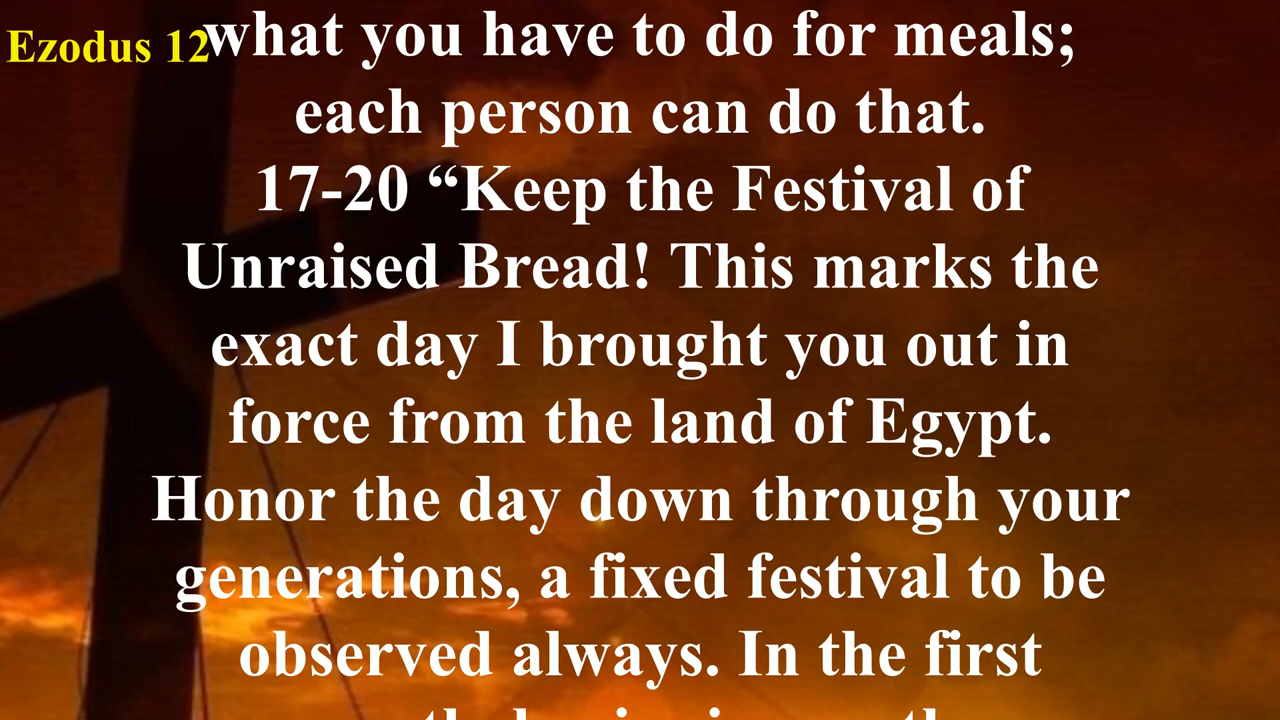 Ezodus 12
what you have to do for meals;
each person can do that.
17-20 “Keep the Festival of
Unraised Bread! This marks the
exact day I brought you out in
force from the land of Egypt.
Honor the day down through your
generations, a fixed festival to be
observed always. In the first